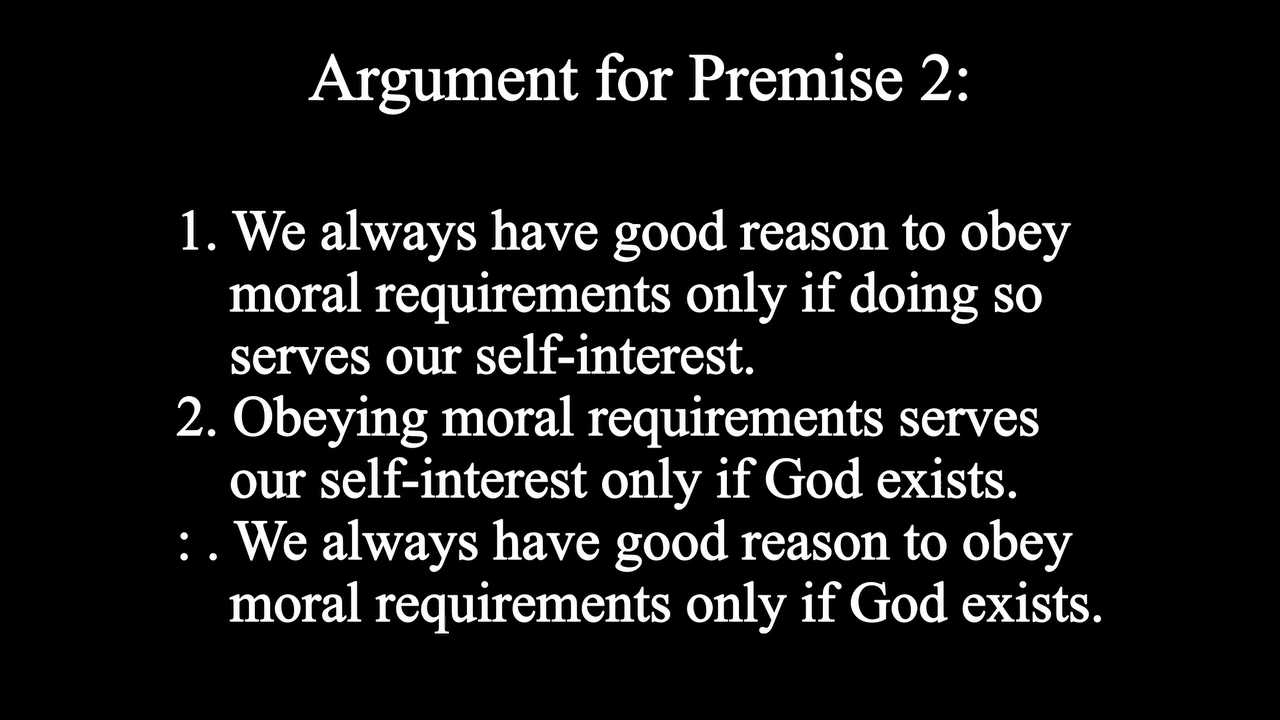 Argument for Premise 2:
1. We always have good reason to obey
moral requirements only if doing so
serves our self-interest.
2. Obeying moral requirements serves
our self-interest only if God exists.
: . We always have good reason to obey
moral requirements only if God exists.